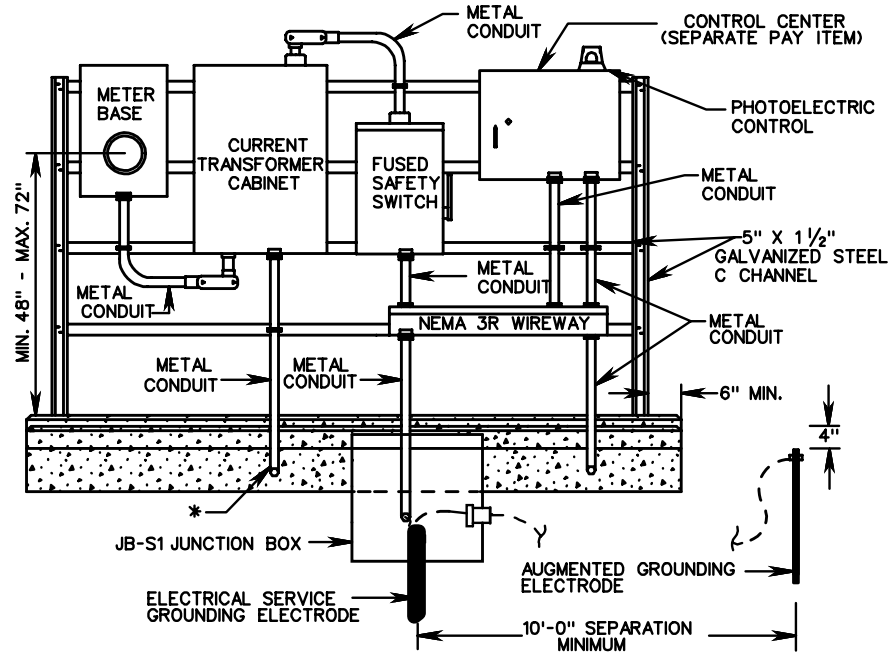 METAL
CONDUIT
CONTROL CENTER
(SEPARATE PAY ITEM)
METER
BASE
PHOTOELECTRIC
CONTROL
CURRENT
TRANSFORMER
CABINET
FUSED
SAFETY
SWITCH
METAL
CONDUIT
MIN. 48" - MAX. 72"
5" X 1 1/2"
GALVANIZED STEEL
C CHANNEL
METAL
CONDUIT
METAL
CONDUIT
NEMA 3R WIREWAY
METAL
CONDUIT
METAL
CONDUIT
METAL
CONDUIT
6" MIN.
4"
*
JB-S1 JUNCTION BOX
AUGMENTED GROUNDING
ELECTRODE
ELECTRICAL SERVICE
GROUNDING ELECTRODE
10'-0" SEPARATION
MINIMUM